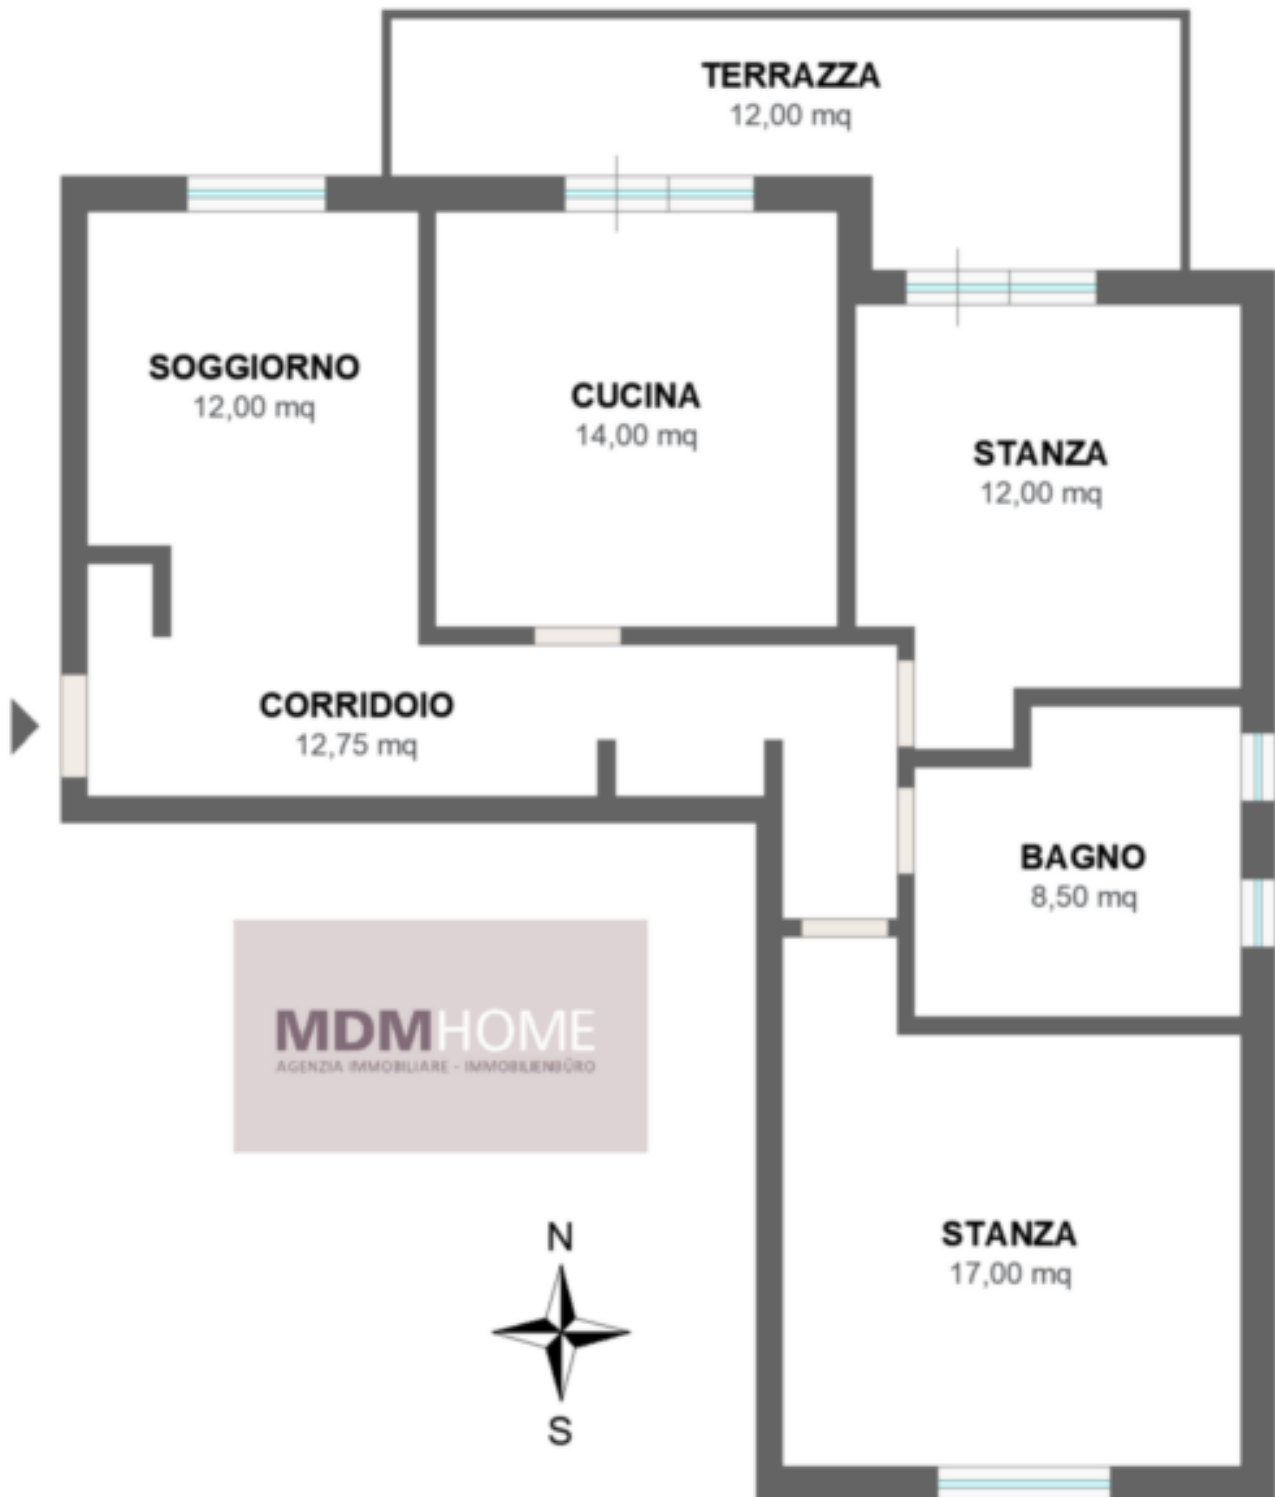 TERRAZZA
12,00 mq
SOGGIORNO
12,00 mq
CUCINA
14,00 mq
STANZA
12,00 mq
CORRIDOIO
12,75 mq
BAGNO
8,50 mq
MDMHOME
AGENZIA IMMOBILIARE - IMMOBILIENBÜRO
STANZA
17,00 mq
N
S